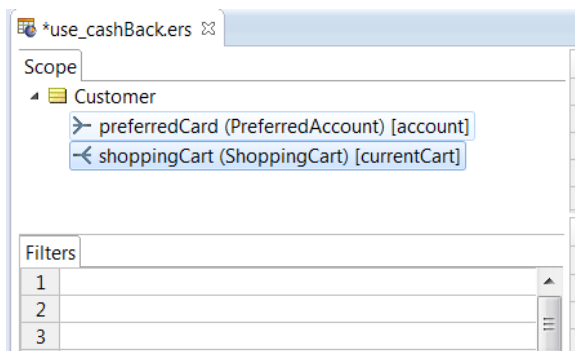 *use_cashBack.ers
Scope
Customer
preferredCard (PreferredAccount) [account]
shoppingCart (ShoppingCart) [currentCart]
Filters
1
2
3